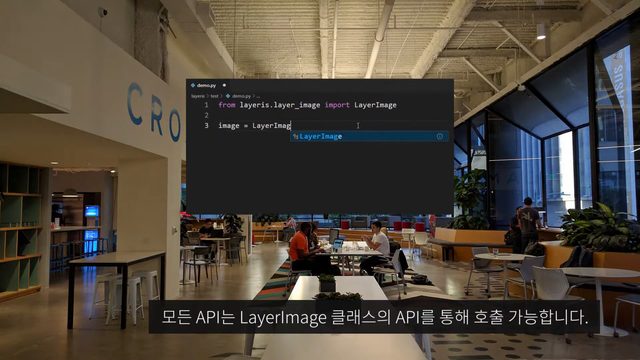 CRO
demo.py
layeris > test > demo.py > ...
1 from layeris.layer_image import LayerImage
2
3 image = LayerImag
LayerImage
모든 API는 LayerImage 클래스의 API를 통해 호출 가능합니다.